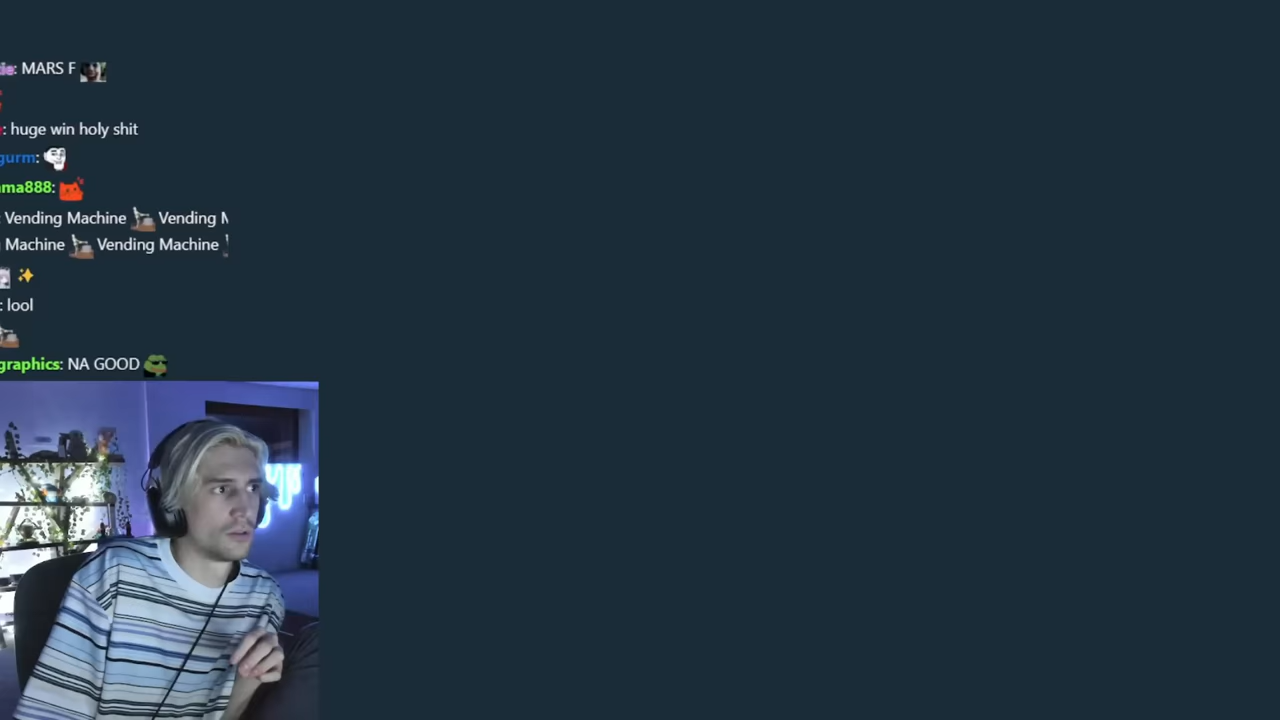 MARS F
: huge win holy shit
gurm:
ma888:
: Vending Machine Vending
Machine Vending Machine
: lool
graphics: NA GOOD